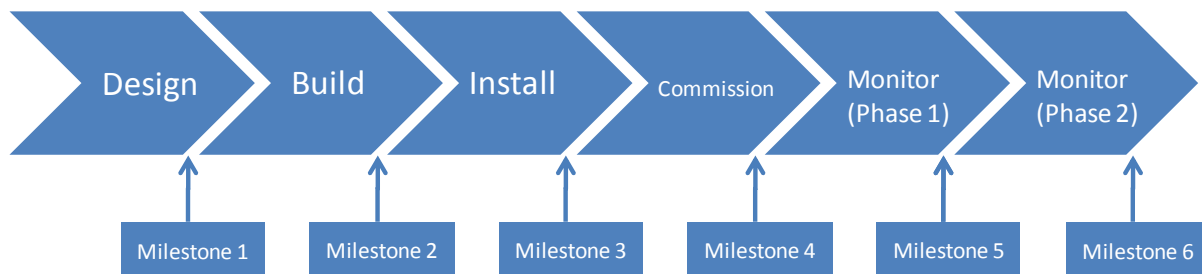 Design
Build
Install
Commission
Monitor
(Phase 1)
Monitor
(Phase 2)
Milestone 1
Milestone 2
Milestone 3
Milestone 4
Milestone 5
Milestone 6